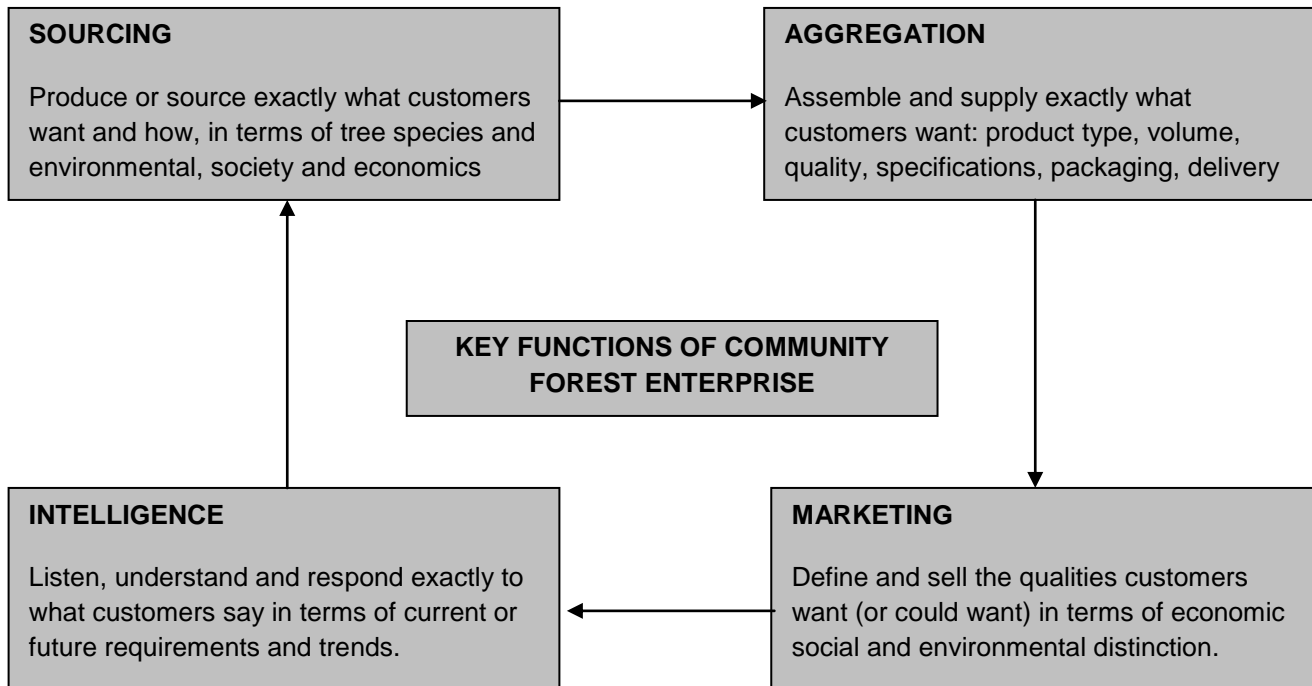 SOURCING
Produce or source exactly what customers
want and how, in terms of tree species and
environmental, society and economics
AGGREGATION
Assemble and supply exactly what
customers want: product type, volume,
quality, specifications, packaging, delivery
KEY FUNCTIONS OF COMMUNITY
FOREST ENTERPRISE
INTELLIGENCE
Listen, understand and respond exactly to
what customers say in terms of current or
future requirements and trends.
MARKETING
Define and sell the qualities customers
want (or could want) in terms of economic
social and environmental distinction.